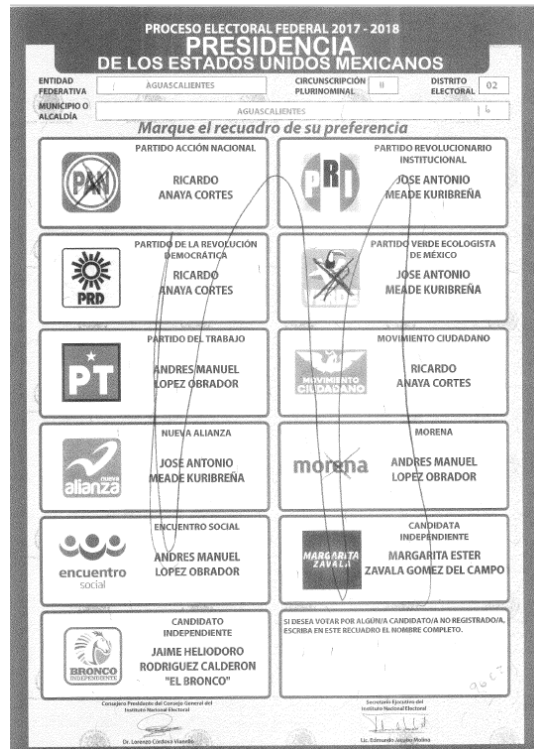 PROCESO ELECTORAL FEDERAL 2017 - 2018
PRESIDENCIA
DE LOS ESTADOS UNIDOS MEXICANOS
ENTIDAD FEDERATIVA
AGUASCALIENTES
CIRCUNSCRIPCIÓN PLURINOMINAL
II
DISTRITO ELECTORAL
02
MUNICIPIO O ALCALDÍA
AGUASCALIENTES
Marque el recuadro de su preferencia
PAN
PARTIDO ACCIÓN NACIONAL
RICARDO
ANAYA CORTES
PRI
PARTIDO REVOLUCIONARIO
INSTITUCIONAL
JOSE ANTONIO
MEADE KURIBREÑA
PRD
PARTIDO DE LA REVOLUCIÓN
DEMOCRÁTICA
RICARDO
ANAYA CORTES
PARTIDO VERDE ECOLOGISTA
DE MÉXICO
JOSE ANTONIO
MEADE KURIBREÑA
PT
PARTIDO DEL TRABAJO
ANDRES MANUEL
LOPEZ OBRADOR
MOVIMIENTO
CIUDADANO
MOVIMIENTO CIUDADANO
RICARDO
ANAYA CORTES
nueva
alianza
NUEVA ALIANZA
JOSE ANTONIO
MEADE KURIBREÑA
morena
MORENA
ANDRES MANUEL
LOPEZ OBRADOR
encuentro
social
ENCUENTRO SOCIAL
ANDRES MANUEL
LOPEZ OBRADOR
MARGARITA
ZAVALA
CANDIDATA
INDEPENDIENTE
MARGARITA ESTER
ZAVALA GOMEZ DEL CAMPO
BRONCO
INDEPENDIENTE
CANDIDATO
INDEPENDIENTE
JAIME HELIODORO
RODRIGUEZ CALDERON
"EL BRONCO"
SI DESEA VOTAR POR ALGÚN/A CANDIDATO/A NO REGISTRADO/A,
ESCRIBA EN ESTE RECUADRO EL NOMBRE COMPLETO.
Consejero Presidente del Consejo General del
Instituto Nacional Electoral
Dr. Lorenzo Córdova Vianello
Secretario Ejecutivo del
Instituto Nacional Electoral
Lic. Edmundo Jacobo Molina